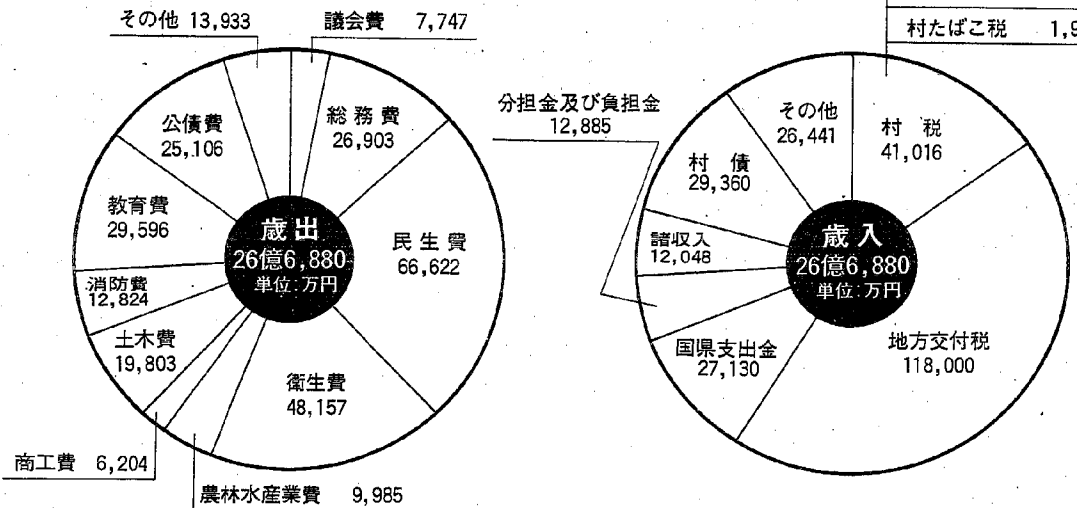 その他 13,933
議会費 7,747
総務費
26,903
民生費
66,622
衛生費
48,157
農林水産業費 9,985
商工費 6,204
土木費
19,803
消防費
12,824
教育費
29,596
公債費
25,106
歳出
26億6,880
単位:万円
村たばこ税 1,9
村税
41,016
地方交付税
118,000
国県支出金
27,130
分担金及び負担金
12,885
諸収入
12,048
村債
29,360
その他
26,441
歳入
26億6,880
単位:万円